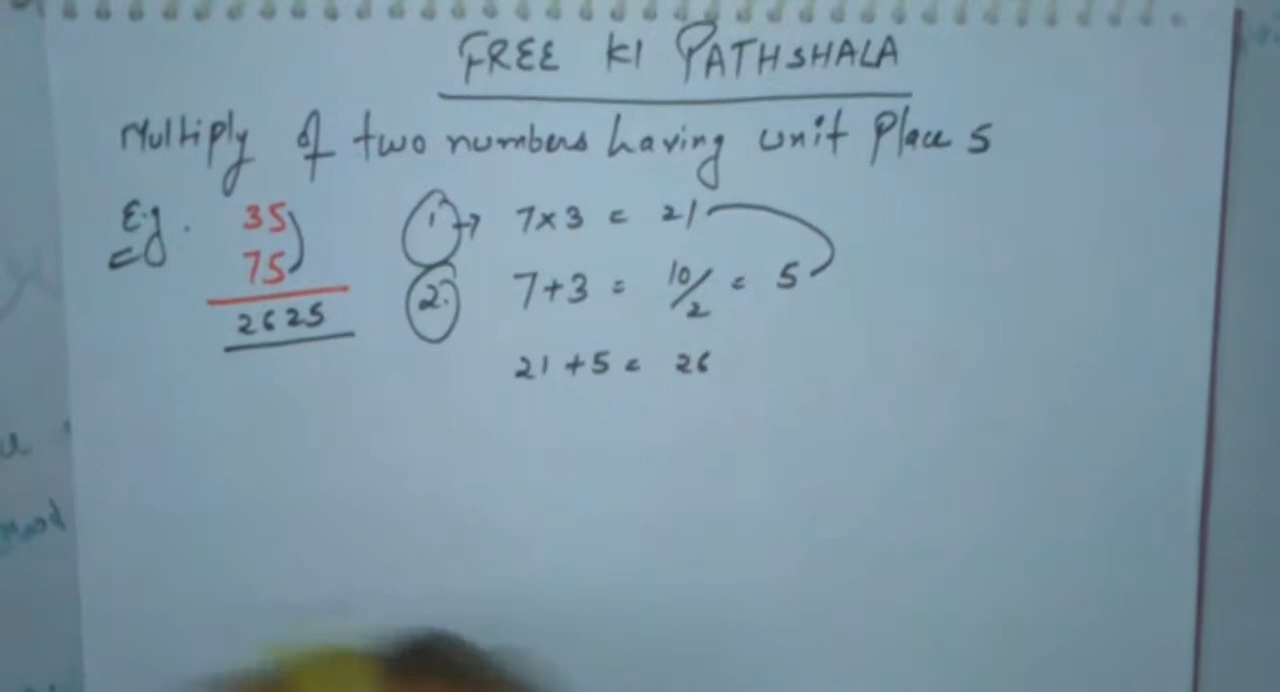 FREE KI PATHSHALA
Multiply of two numbers having unit Place 5
E.g. 35
75
2625
1. → 7×3 = 21
2. 7+3 = 10/2 = 5
21+5 = 26